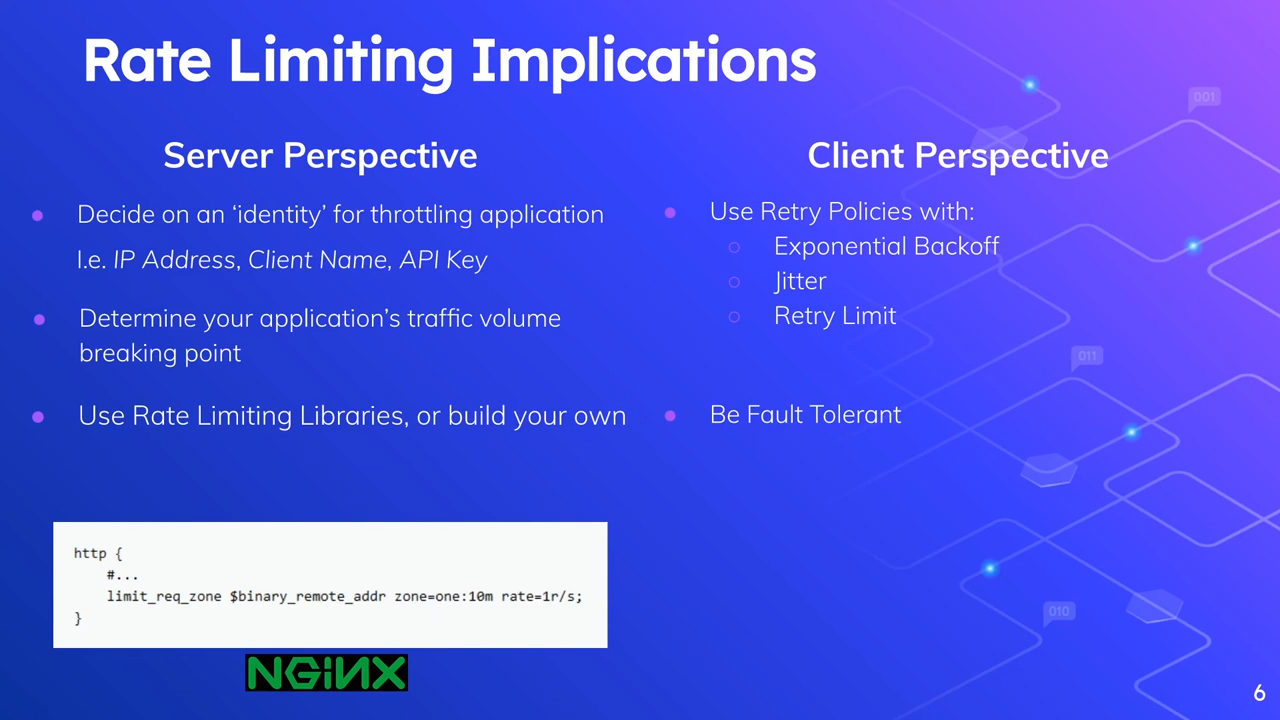 Rate Limiting Implications
Server Perspective
Decide on an ‘identity’ for throttling application
I.e. IP Address, Client Name, API Key
Determine your application’s traffic volume
breaking point
Use Rate Limiting Libraries, or build your own
http {
    #...
    limit_req_zone $binary_remote_addr zone=one:10m rate=1r/s;
}
NGINX
Client Perspective
Use Retry Policies with:
Exponential Backoff
Jitter
Retry Limit
Be Fault Tolerant
001
011
010
6